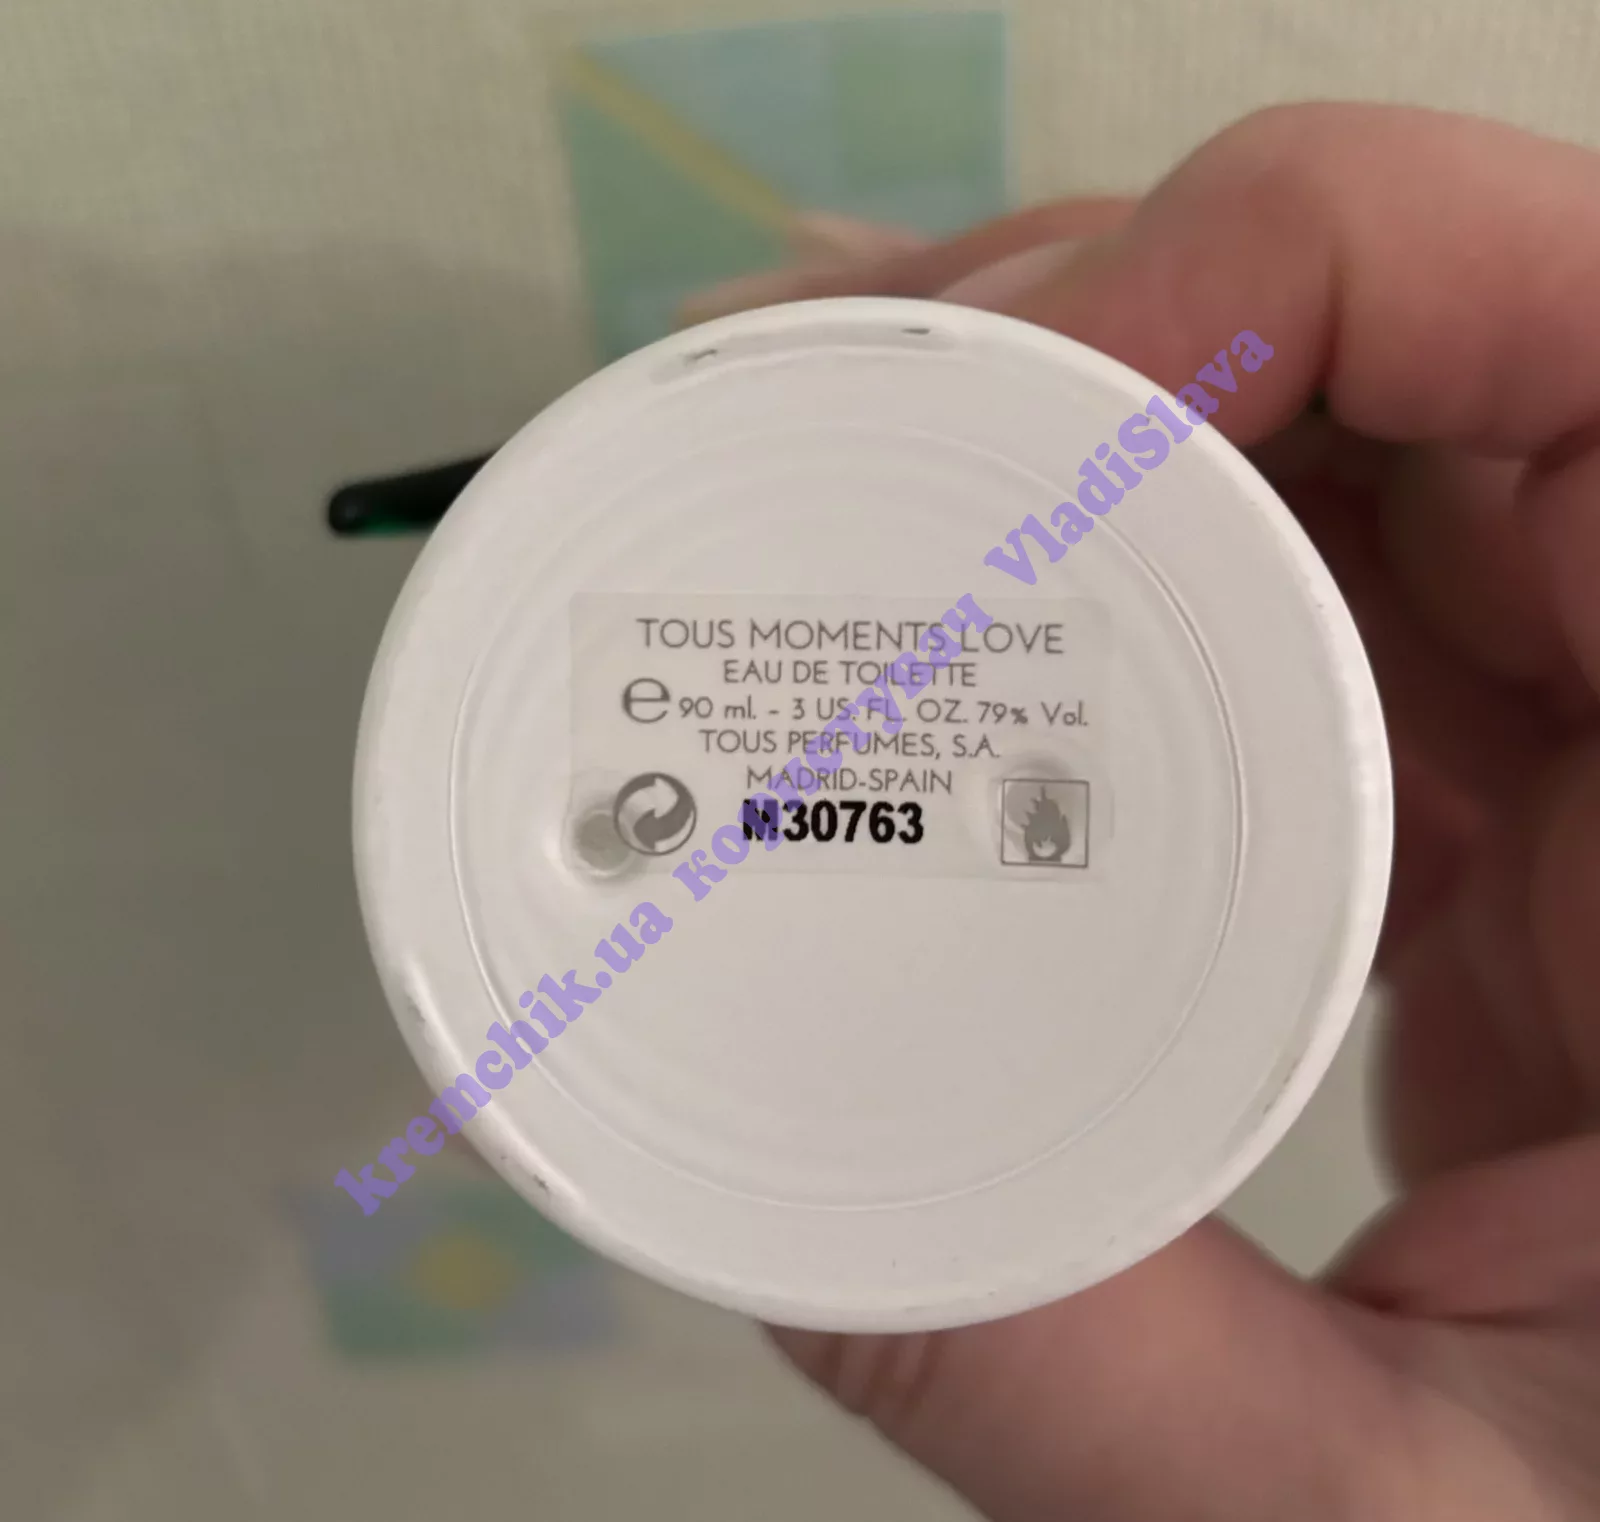 TOUS MOMENTS LOVE
EAU DE TOILETTE
℮ 90 ml. - 3 US. FL. OZ. 79% Vol.
TOUS PERFUMES, S.A.
MADRID-SPAIN
M30763
kremchik.ua користувач VladiSlava